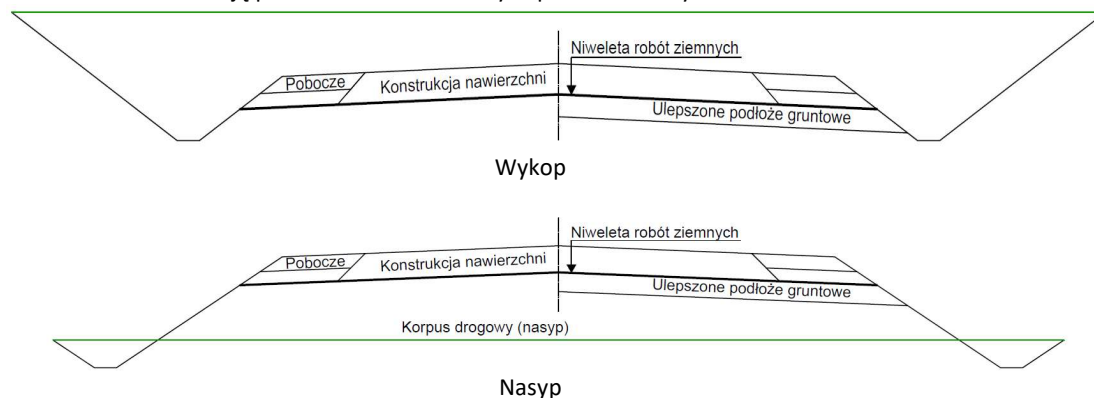 Niweleta robót ziemnych
Pobocze
Konstrukcja nawierzchni
Ulepszone podłoże gruntowe
Wykop
Niweleta robót ziemnych
Pobocze
Konstrukcja nawierzchni
Ulepszone podłoże gruntowe
Korpus drogowy (nasyp)
Nasyp